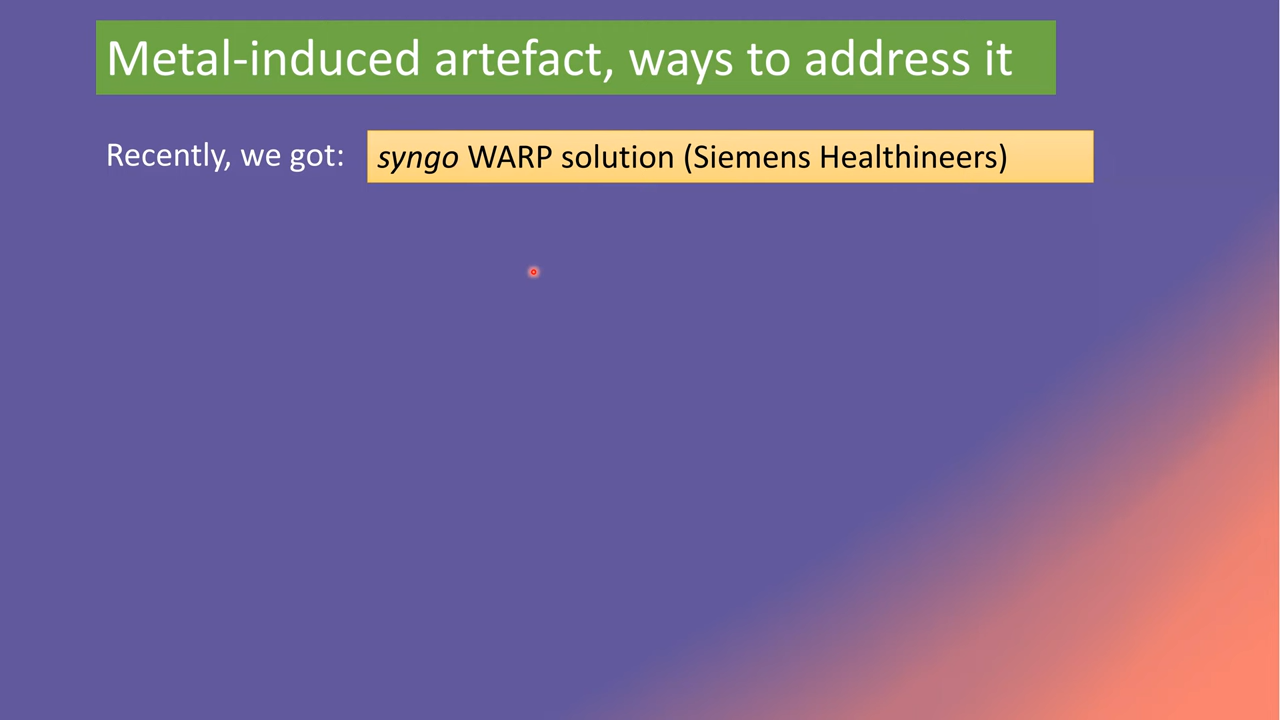 Metal-induced artefact, ways to address it
Recently, we got: syngo WARP solution (Siemens Healthineers)